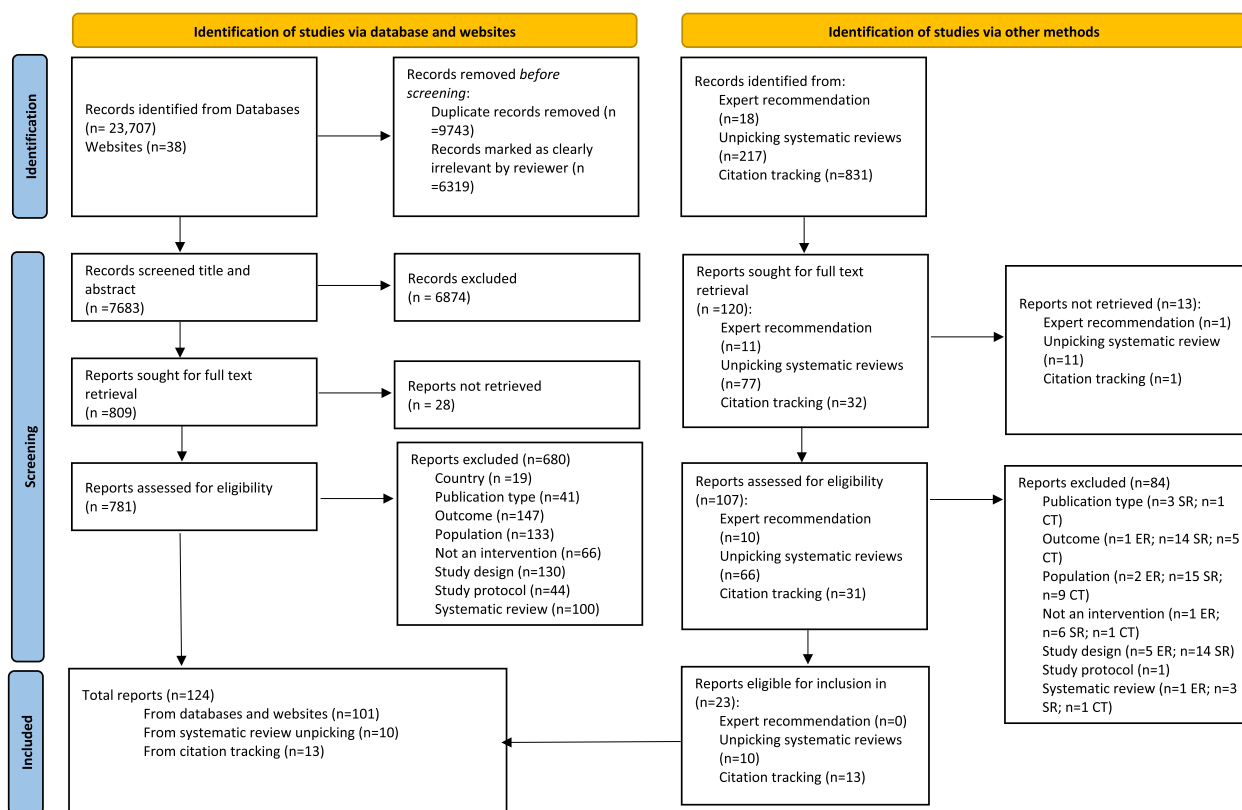 Identification of studies via database and websites
Identification of studies via other methods
Identification
Records identified from Databases
(n= 23,707)
Websites (n=38)
Records removed before
screening:
Duplicate records removed (n
=9743)
Records marked as clearly
irrelevant by reviewer (n
=6319)
Records identified from:
Expert recommendation
(n=18)
Unpicking systematic reviews
(n=217)
Citation tracking (n=831)
Screening
Records screened title and
abstract
(n =7683)
Records excluded
(n = 6874)
Reports sought for full text
retrieval
(n =120):
Expert recommendation
(n=11)
Unpicking systematic reviews
(n=77)
Citation tracking (n=32)
Reports not retrieved (n=13):
Expert recommendation (n=1)
Unpicking systematic review
(n=11)
Citation tracking (n=1)
Reports sought for full text
retrieval
(n =809)
Reports not retrieved
(n = 28)
Reports assessed for eligibility
(n =781)
Reports excluded (n=680)
Country (n =19)
Publication type (n=41)
Outcome (n=147)
Population (n=133)
Not an intervention (n=66)
Study design (n=130)
Study protocol (n=44)
Systematic review (n=100)
Reports assessed for eligibility
(n=107):
Expert recommendation
(n=10)
Unpicking systematic reviews
(n=66)
Citation tracking (n=31)
Reports excluded (n=84)
Publication type (n=3 SR; n=1
CT)
Outcome (n=1 ER; n=14 SR; n=5
CT)
Population (n=2 ER; n=15 SR;
n=9 CT)
Not an intervention (n=1 ER;
n=6 SR; n=1 CT)
Study design (n=5 ER; n=14 SR)
Study protocol (n=1)
Systematic review (n=1 ER; n=3
SR; n=1 CT)
Included
Total reports (n=124)
From databases and websites (n=101)
From systematic review unpicking (n=10)
From citation tracking (n=13)
Reports eligible for inclusion in
(n=23):
Expert recommendation (n=0)
Unpicking systematic reviews
(n=10)
Citation tracking (n=13)